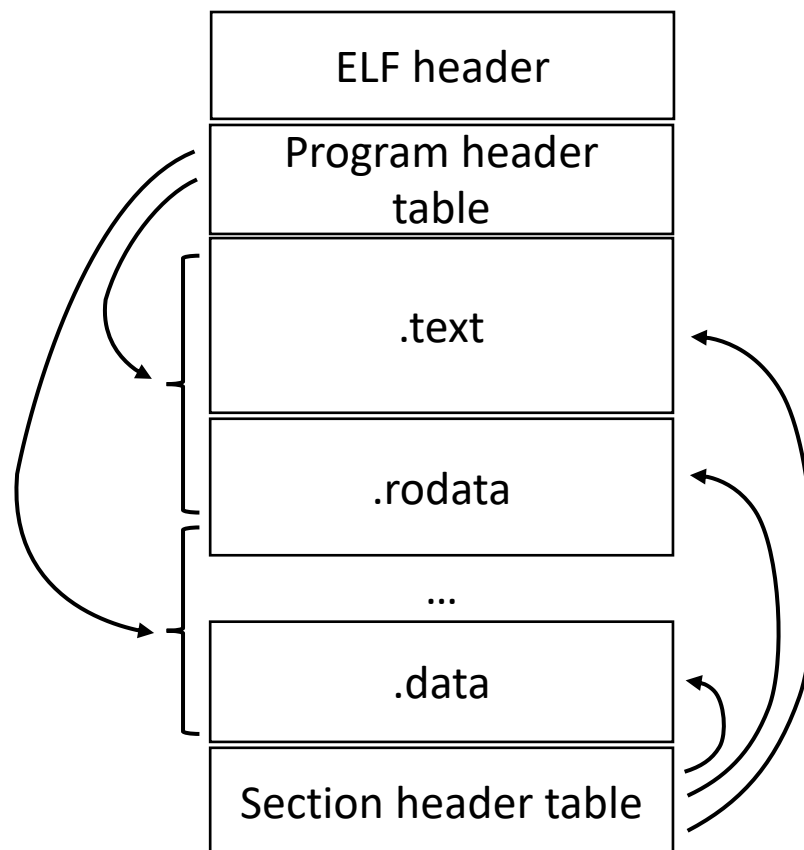 ELF header
Program header
table
.text
.rodata
...
.data
Section header table